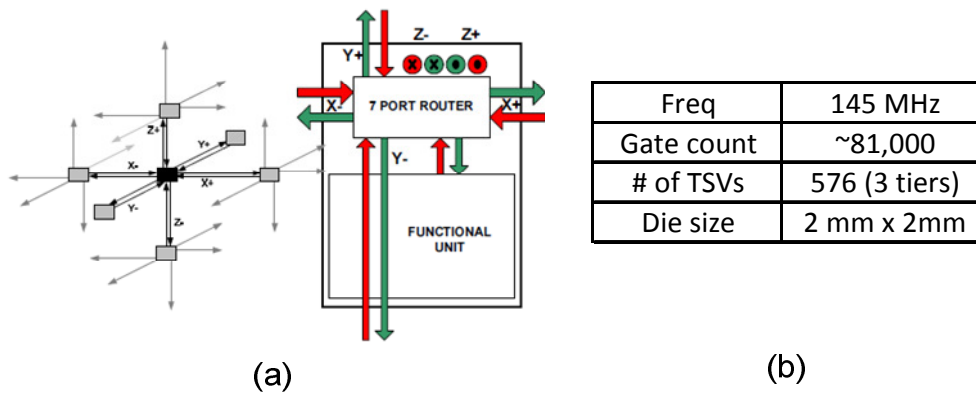 Z+
Y+
X-
X+
Y-
Z-
Y+
Z-
Z+
X-
7 PORT ROUTER
X+
Y-
FUNCTIONAL
UNIT
(a)
Freq 145 MHz
Gate count ~81,000
# of TSVs 576 (3 tiers)
Die size 2 mm x 2mm
(b)